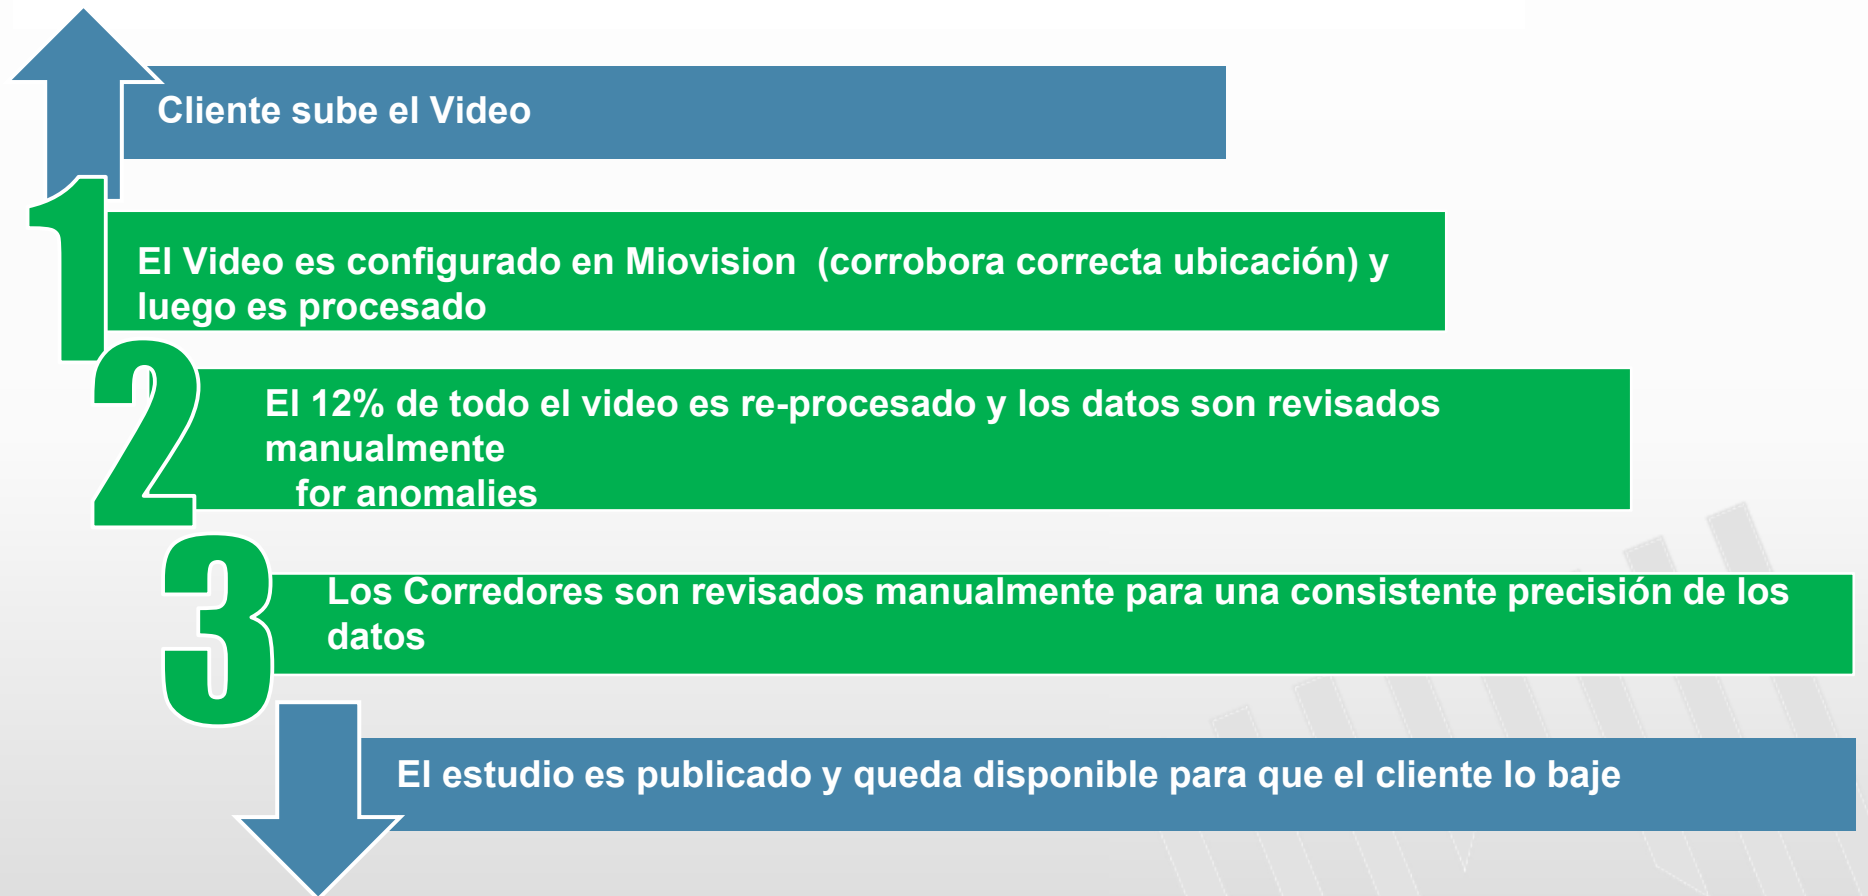 Cliente sube el Video
1
El Video es configurado en Miovision  (corrobora correcta ubicación) y
luego es procesado
2
El 12% de todo el video es re-procesado y los datos son revisados
manualmente
for anomalies
3
Los Corredores son revisados manualmente para una consistente precisión de los
datos
El estudio es publicado y queda disponible para que el cliente lo baje